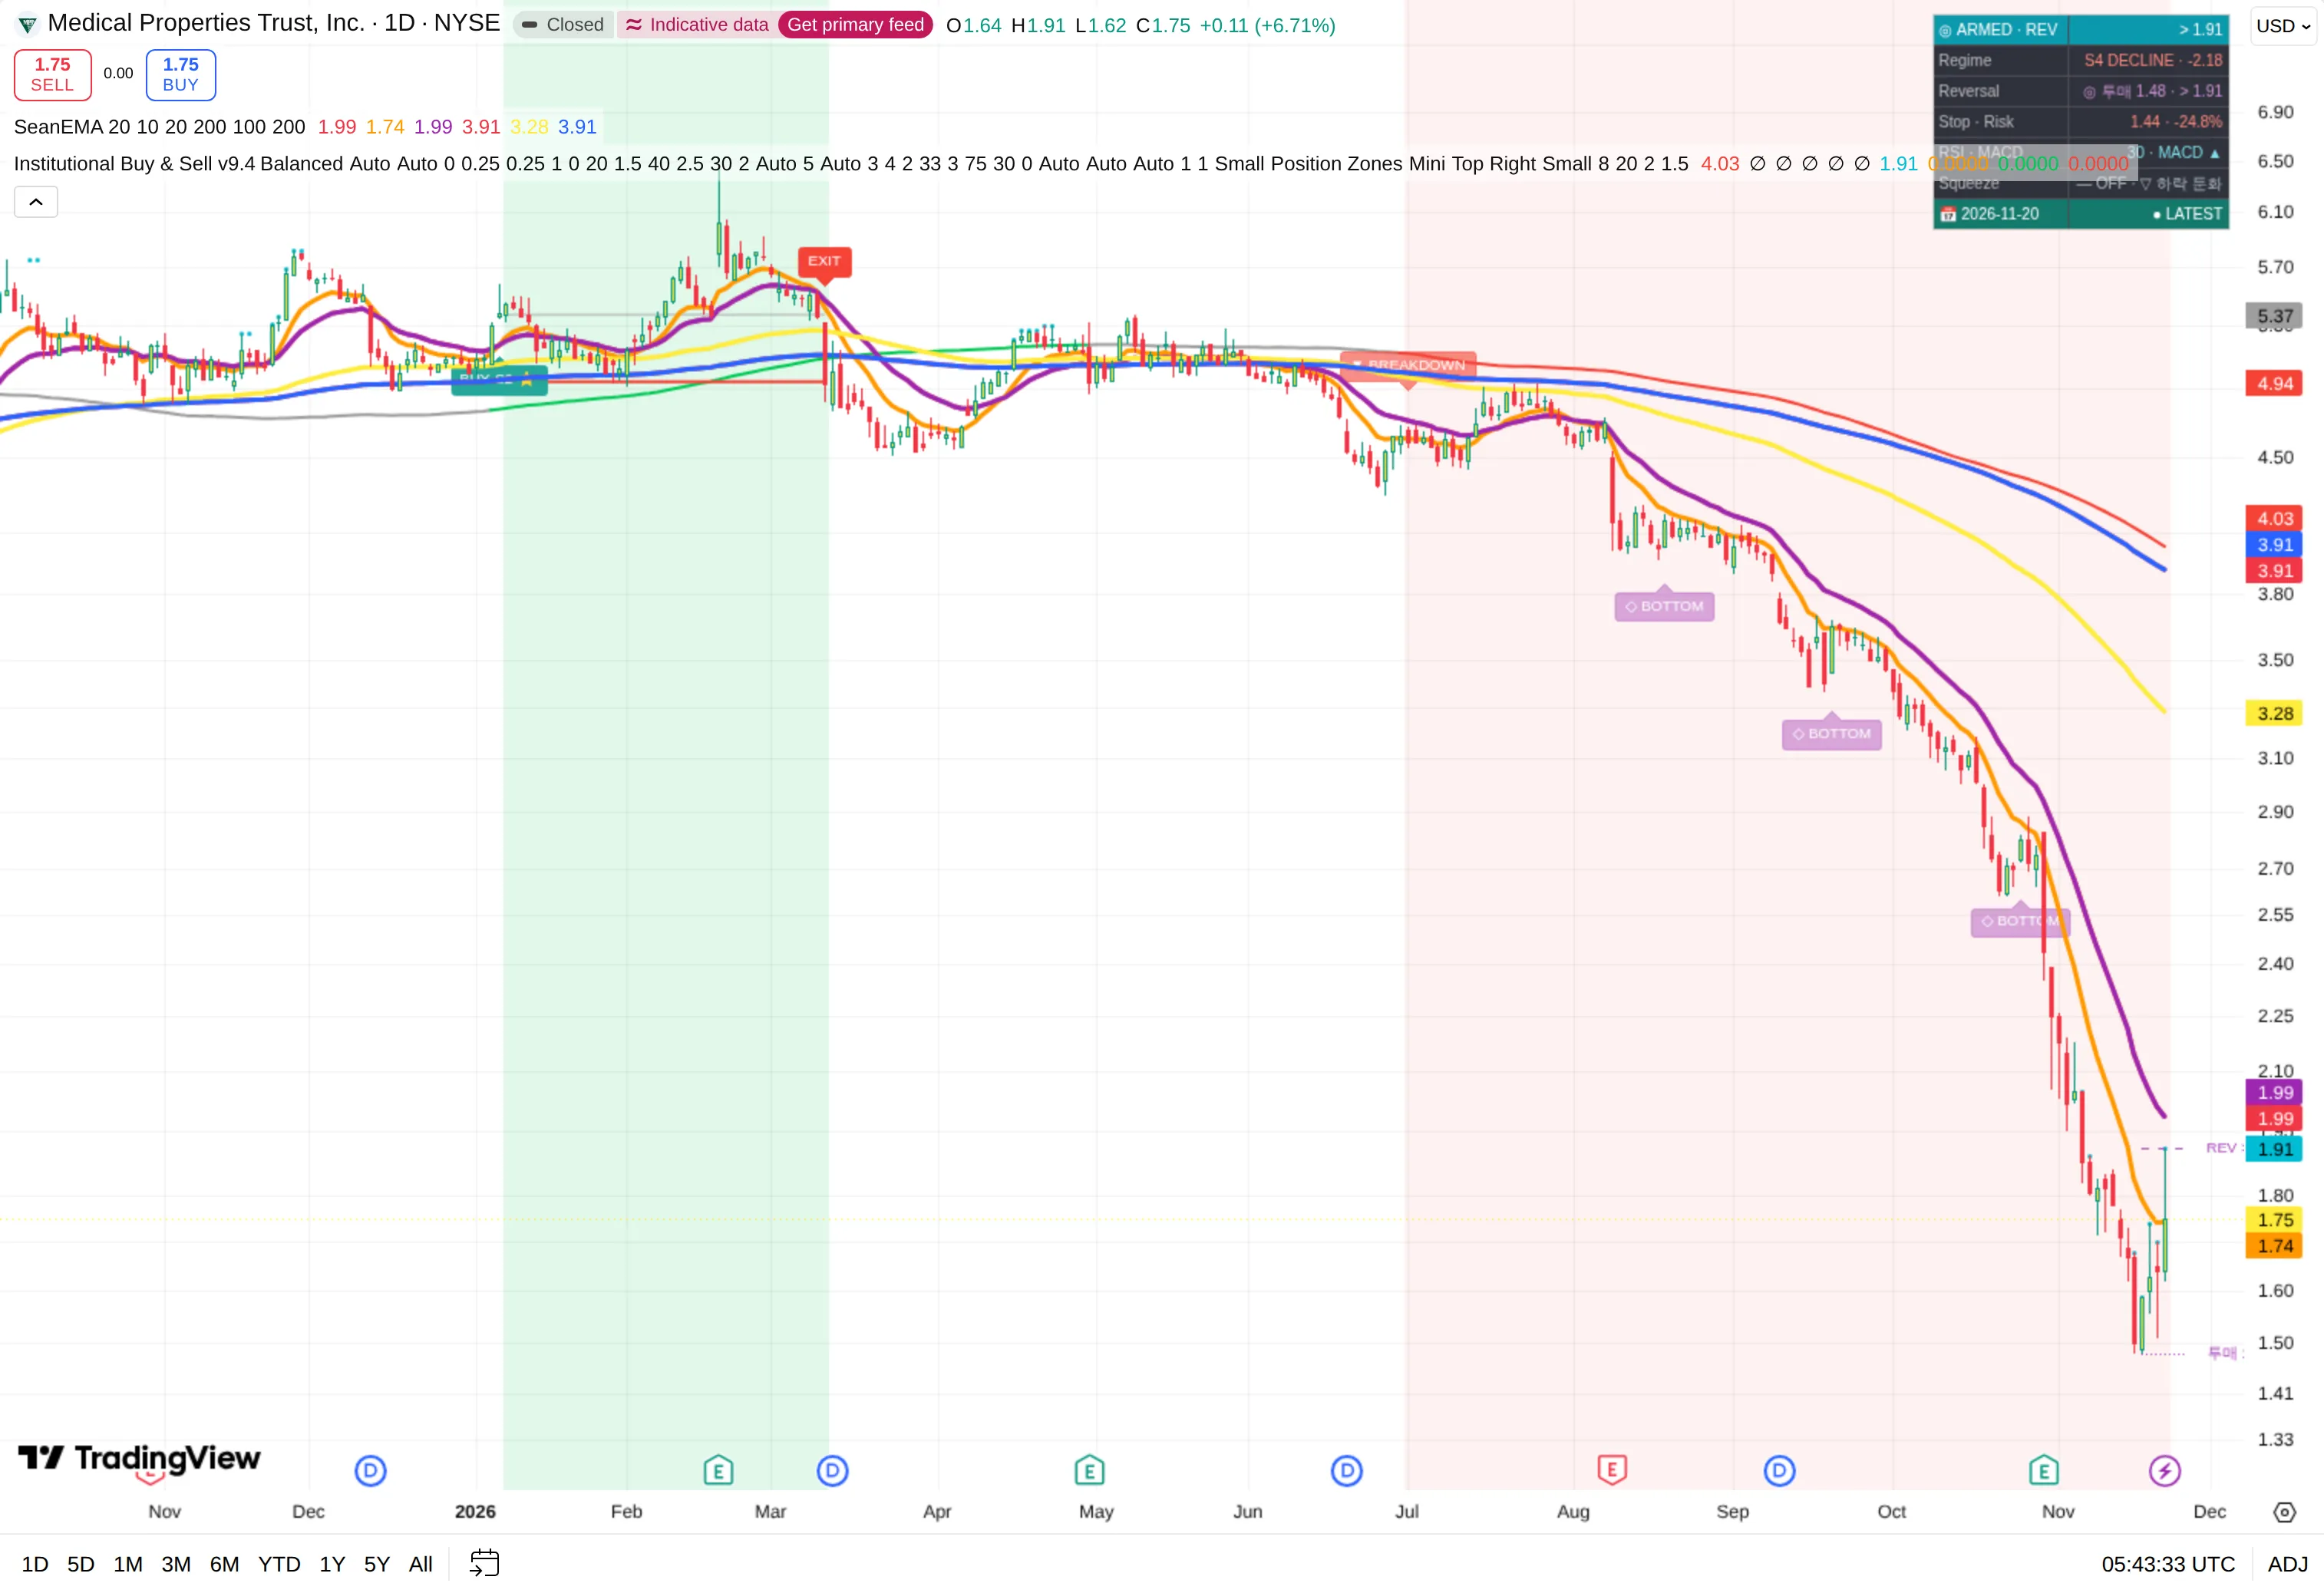 Medical Properties Trust, Inc. · 1D · NYSE Closed Indicative data Get primary feed O1.64 H1.91 L1.62 C1.75 +0.11 (+6.71%)
1.75 SELL 0.00 1.75 BUY
SeanEMA 20 10 20 200 100 200 1.99 1.74 1.99 3.91 3.28 3.91
Institutional Buy & Sell v9.4 Balanced Auto Auto 0 0.25 0.25 1 0 20 1.5 40 2.5 30 2 Auto 5 Auto 3 4 2 33 3 75 30 0 Auto Auto Auto 1 1 Small Position Zones Mini Top Right Small 8 20 2 1.5 4.03 ∅ ∅ ∅ ∅ ∅ 1.91 0.0000 0.0000 0.0000
◎ ARMED · REV > 1.91
Regime S4 DECLINE · -2.18
Reversal ◎ 투매 1.48 · > 1.91
Stop · Risk 1.44 · -24.8%
RSI · MACD 30 · MACD ▲
Squeeze — OFF · ▽ 하락 둔화
2026-11-20 ● LATEST
USD
6.90
6.50
6.10
5.70
5.37
4.94
4.50
4.03
3.91
3.91
3.80
3.50
3.28
3.10
2.90
2.70
2.55
2.40
2.25
2.10
1.99
1.99
1.91
1.80
1.75
1.74
1.60
1.50
1.41
1.33
EXIT
BREAKDOWN
◇ BOTTOM
◇ BOTTOM
◇ BOTTOM
REV :
투매 :
TradingView
D E D E D E D E
Nov Dec 2026 Feb Mar Apr May Jun Jul Aug Sep Oct Nov Dec
1D 5D 1M 3M 6M YTD 1Y 5Y All
05:43:33 UTC ADJ